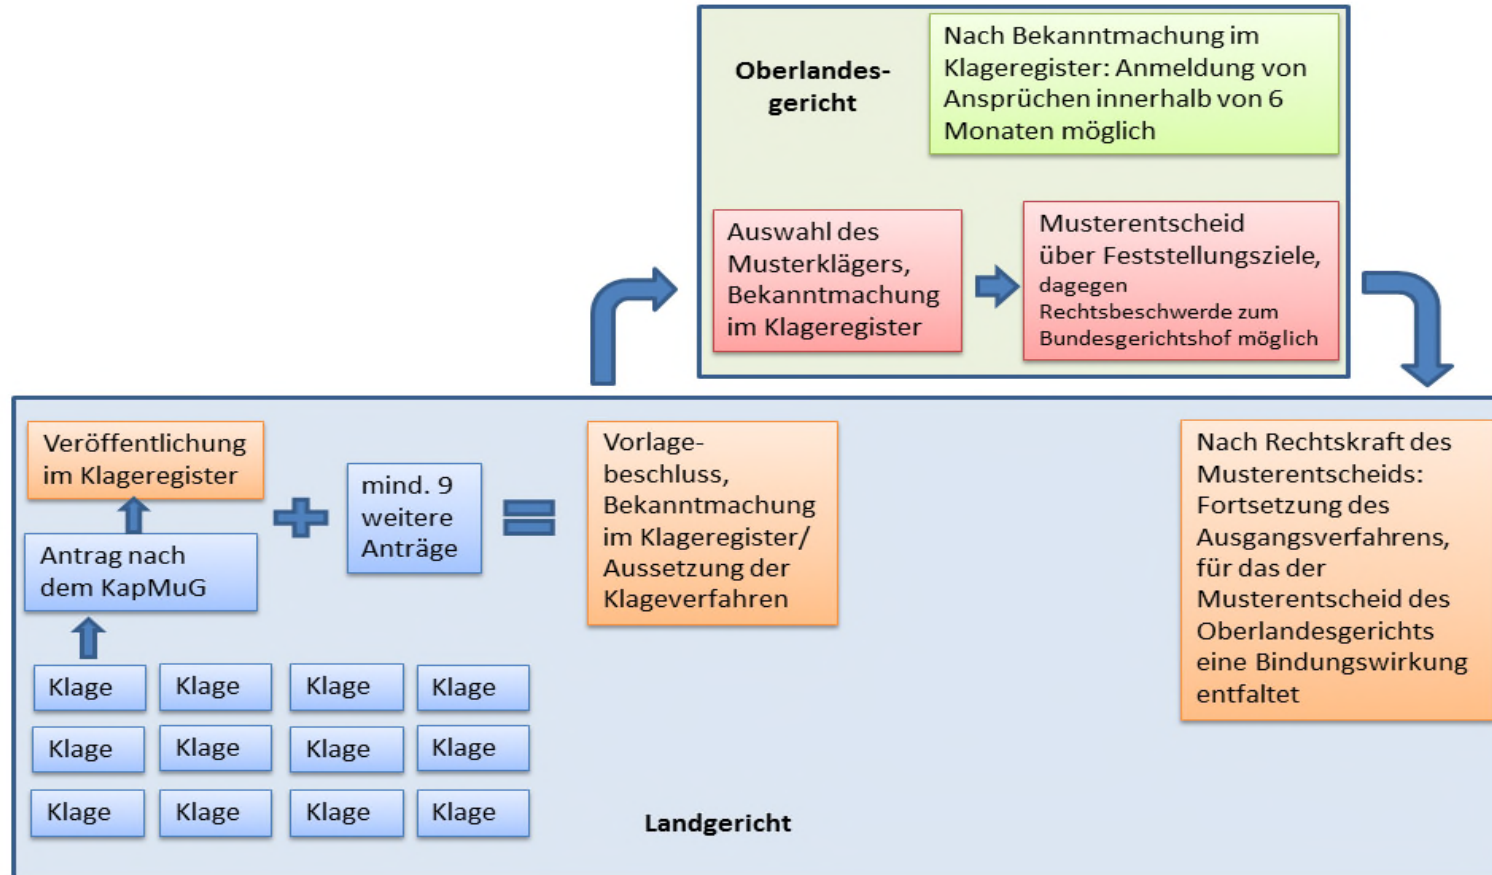 Oberlandes-
gericht
Nach Bekanntmachung im
Klageregister: Anmeldung von
Ansprüchen innerhalb von 6
Monaten möglich
Auswahl des
Musterklägers,
Bekanntmachung
im Klageregister
Musterentscheid
über Feststellungsziele,
dagegen
Rechtsbeschwerde zum
Bundesgerichtshof möglich
Veröffentlichung
im Klageregister
Antrag nach
dem KapMuG
mind. 9
weitere
Anträge
Vorlage-
beschluss,
Bekanntmachung
im Klageregister/
Aussetzung der
Klageverfahren
Nach Rechtskraft des
Musterentscheids:
Fortsetzung des
Ausgangsverfahrens,
für das der
Musterentscheid des
Oberlandesgerichts
eine Bindungswirkung
entfaltet
Klage
Klage
Klage
Klage
Klage
Klage
Klage
Klage
Klage
Klage
Klage
Klage
Landgericht